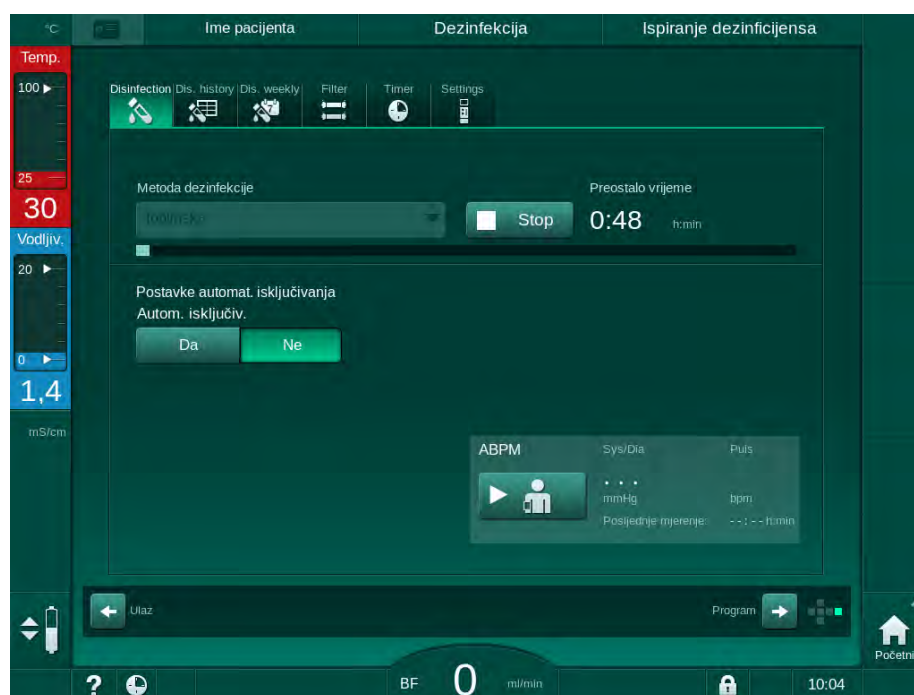 °C
Ime pacijenta Dezinfekcija Ispiranje dezinficijensa
Temp.
100
25
30
Vodljiv.
20
0
1,4
mS/cm
Disinfection Dis. history Dis. weekly Filter Timer Settings
7
Metoda dezinfekcije
Stop
Preostalo vrijeme
0:48 h:min
Postavke automat. isključivanja
Autom. isključiv.
Da Ne
ABPM Sys/Dia Puls
. . .
mmHg bpm
Posljednje mjerenje: --:-- h:min
Ulaz Program
Početni
? BF 0 ml/min 10:04